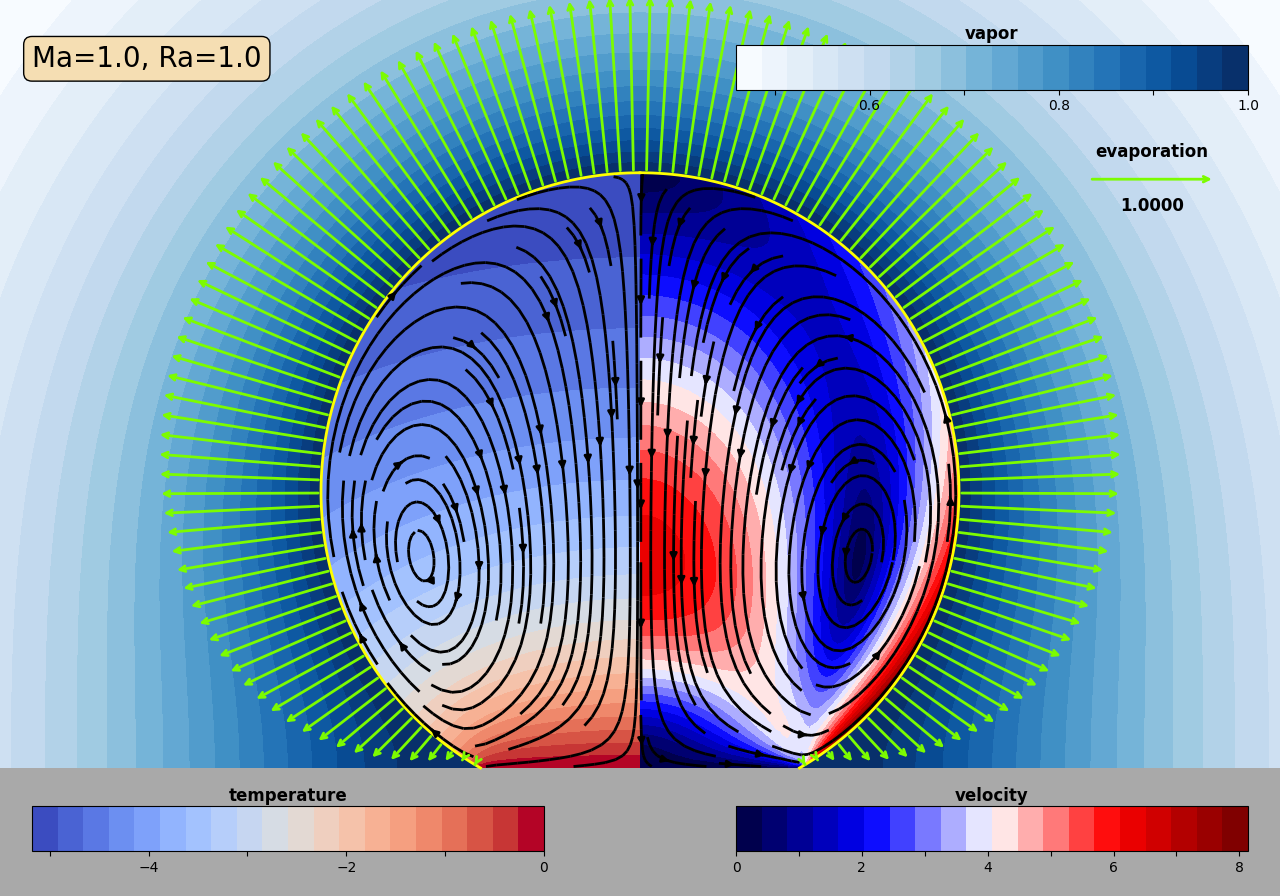 Ma=1.0, Ra=1.0
vapor
0.6 0.8 1.0
evaporation
1.0000
temperature
−4 −2 0
velocity
0 2 4 6 8